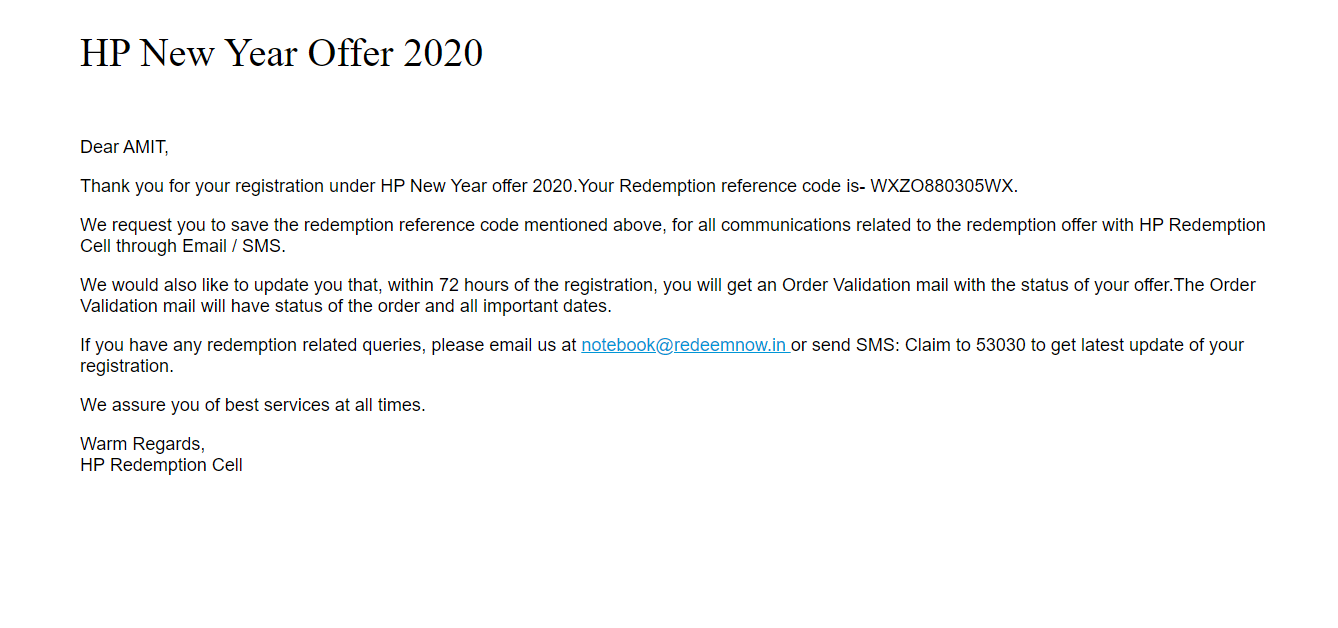 HP New Year Offer 2020
Dear AMIT,
Thank you for your registration under HP New Year offer 2020.Your Redemption reference code is- WXZO880305WX.
We request you to save the redemption reference code mentioned above, for all communications related to the redemption offer with HP Redemption
Cell through Email / SMS.
We would also like to update you that, within 72 hours of the registration, you will get an Order Validation mail with the status of your offer.The Order
Validation mail will have status of the order and all important dates.
If you have any redemption related queries, please email us at notebook@redeemnow.in or send SMS: Claim to 53030 to get latest update of your
registration.
We assure you of best services at all times.
Warm Regards,
HP Redemption Cell